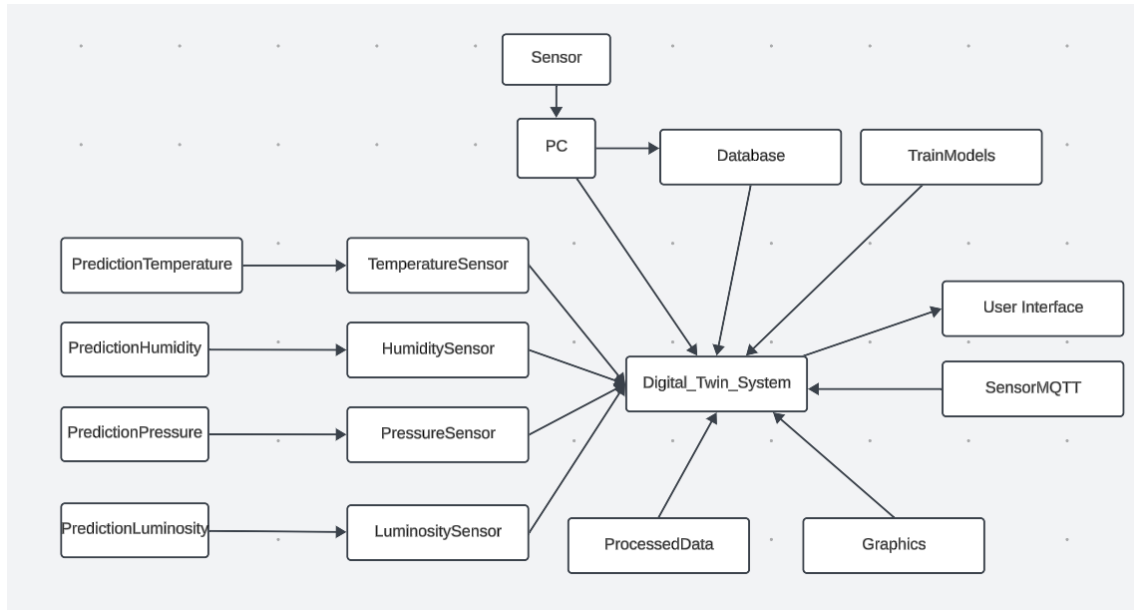 Sensor
PC
Database
TrainModels
PredictionTemperature
TemperatureSensor
User Interface
PredictionHumidity
HumiditySensor
Digital_Twin_System
SensorMQTT
PredictionPressure
PressureSensor
PredictionLuminosity
LuminositySensor
ProcessedData
Graphics